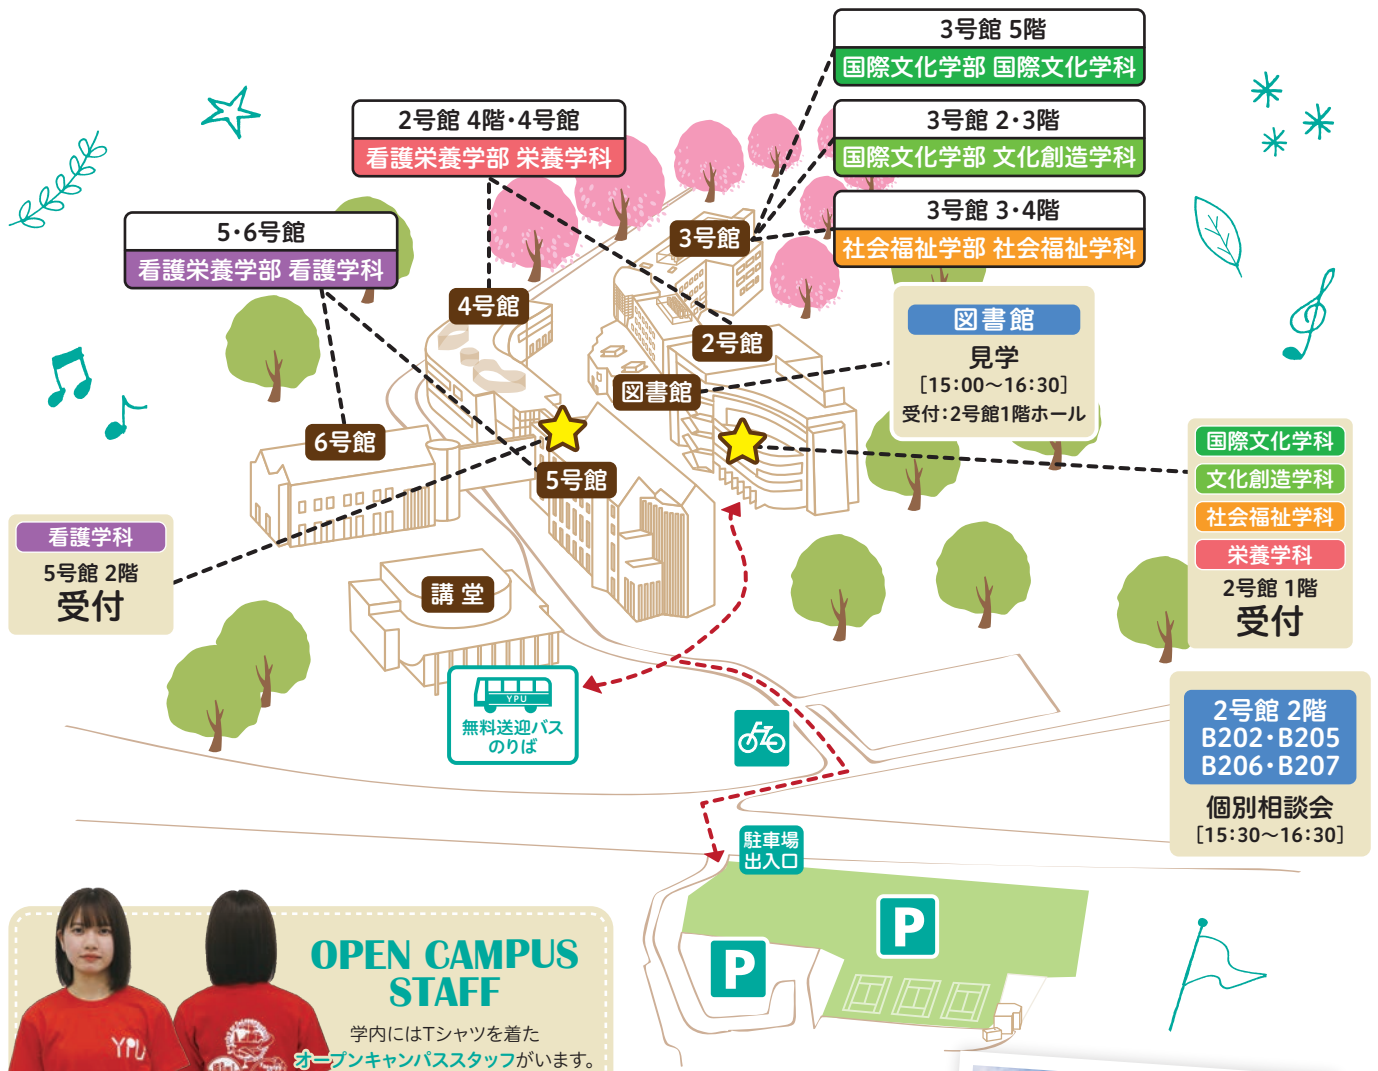 3号館 5階
国際文化学部 国際文化学科
3号館 2・3階
国際文化学部 文化創造学科
3号館 3・4階
社会福祉学部 社会福祉学科
2号館 4階・4号館
看護栄養学部 栄養学科
5・6号館
看護栄養学部 看護学科
3号館
4号館
2号館
図書館
6号館
5号館
講堂
図書館
見学
［15：00〜16：30］
受付：2号館1階ホール
国際文化学科
文化創造学科
社会福祉学科
栄養学科
2号館 1階
受付
看護学科
5号館 2階
受付
YPU
無料送迎バス
のりば
2号館 2階
B202・B205
B206・B207
個別相談会
［15：30〜16：30］
駐車場
出入口
P
P
OPEN CAMPUS
STAFF
学内にはTシャツを着た
オープンキャンパススタッフがいます。
YPU